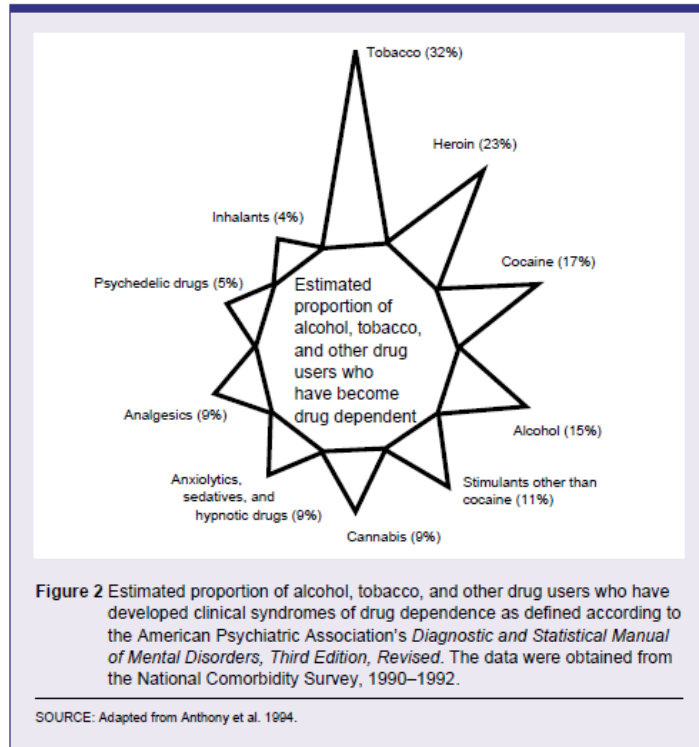 Tobacco (32%)
Heroin (23%)
Inhalants (4%)
Cocaine (17%)
Psychedelic drugs (5%)
Estimated
proportion of
alcohol, tobacco,
and other drug
users who
have become
drug dependent
Analgesics (9%)
Alcohol (15%)
Anxiolytics,
sedatives, and
hypnotic drugs (9%)
Stimulants other than
cocaine (11%)
Cannabis (9%)
Figure 2 Estimated proportion of alcohol, tobacco, and other drug users who have
developed clinical syndromes of drug dependence as defined according to
the American Psychiatric Association's Diagnostic and Statistical Manual
of Mental Disorders, Third Edition, Revised. The data were obtained from
the National Comorbidity Survey, 1990–1992.
SOURCE: Adapted from Anthony et al. 1994.